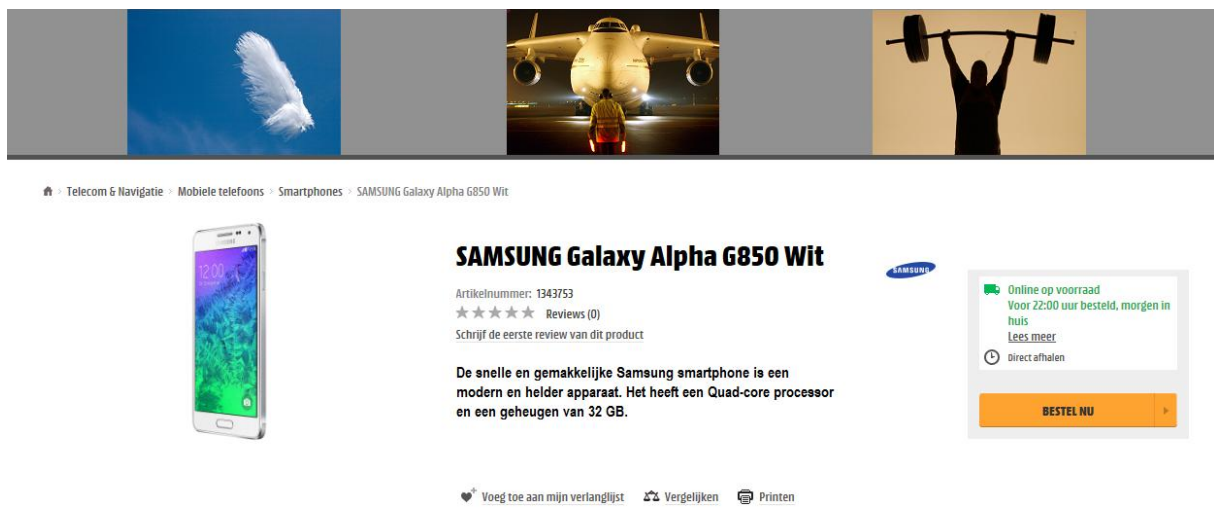 Telecom & Navigatie > Mobiele telefoons > Smartphones > SAMSUNG Galaxy Alpha G850 Wit
SAMSUNG
12:00
SAMSUNG Galaxy Alpha G850 Wit
SAMSUNG
Artikelnummer: 1343753
Reviews (0)
Schrijf de eerste review van dit product
De snelle en gemakkelijke Samsung smartphone is een
modern en helder apparaat. Het heeft een Quad-core processor
en een geheugen van 32 GB.
Online op voorraad
Voor 22:00 uur besteld, morgen in
huis
Lees meer
Direct afhalen
BESTEL NU
Voeg toe aan mijn verlanglijst Vergelijken Printen